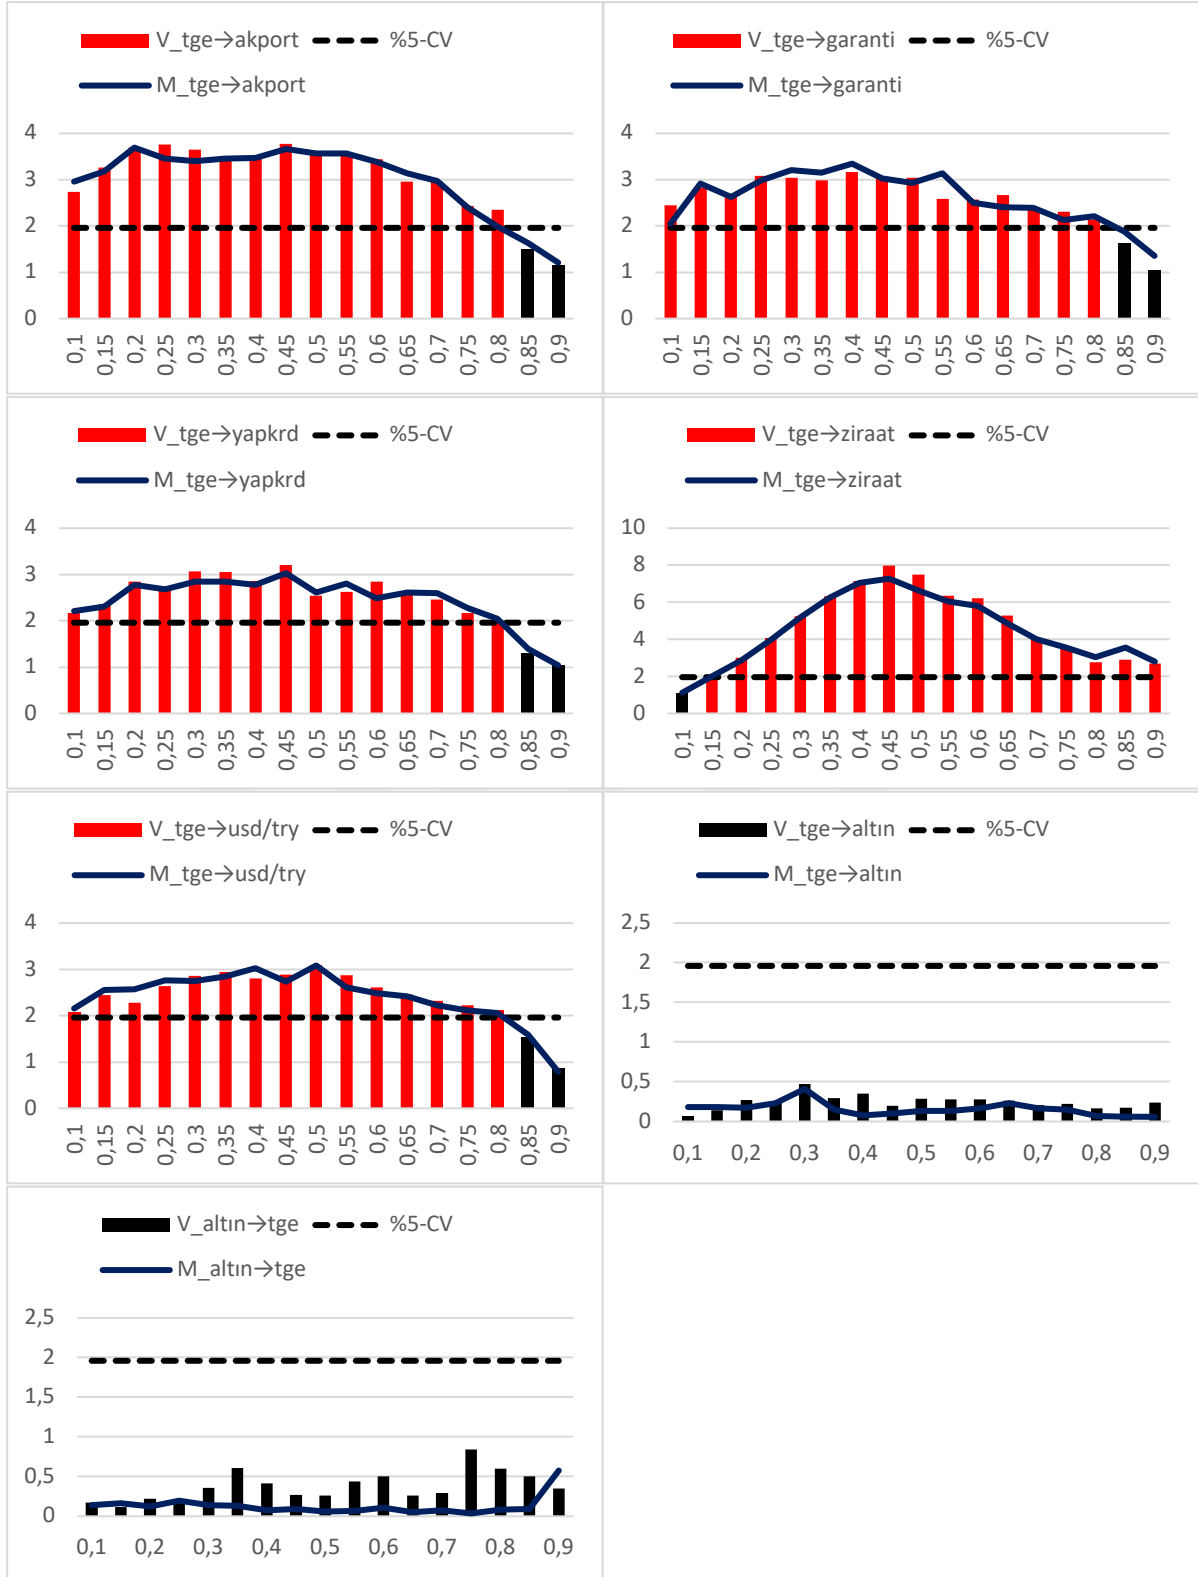 V_tge→akport %5-CV
M_tge→akport
4
3
2
1
0
0,1 0,15 0,2 0,25 0,3 0,35 0,4 0,45 0,5 0,55 0,6 0,65 0,7 0,75 0,8 0,85 0,9
V_tge→garanti %5-CV
M_tge→garanti
4
3
2
1
0
0,1 0,15 0,2 0,25 0,3 0,35 0,4 0,45 0,5 0,55 0,6 0,65 0,7 0,75 0,8 0,85 0,9
V_tge→yapkrd %5-CV
M_tge→yapkrd
4
3
2
1
0
0,1 0,15 0,2 0,25 0,3 0,35 0,4 0,45 0,5 0,55 0,6 0,65 0,7 0,75 0,8 0,85 0,9
V_tge→ziraat %5-CV
M_tge→ziraat
10
8
6
4
2
0
0,1 0,15 0,2 0,25 0,3 0,35 0,4 0,45 0,5 0,55 0,6 0,65 0,7 0,75 0,8 0,85 0,9
V_tge→usd/try %5-CV
M_tge→usd/try
4
3
2
1
0
0,1 0,15 0,2 0,25 0,3 0,35 0,4 0,45 0,5 0,55 0,6 0,65 0,7 0,75 0,8 0,85 0,9
V_tge→altın %5-CV
M_tge→altın
2,5
2
1,5
1
0,5
0
0,1 0,2 0,3 0,4 0,5 0,6 0,7 0,8 0,9
V_altın→tge %5-CV
M_altın→tge
2,5
2
1,5
1
0,5
0
0,1 0,2 0,3 0,4 0,5 0,6 0,7 0,8 0,9